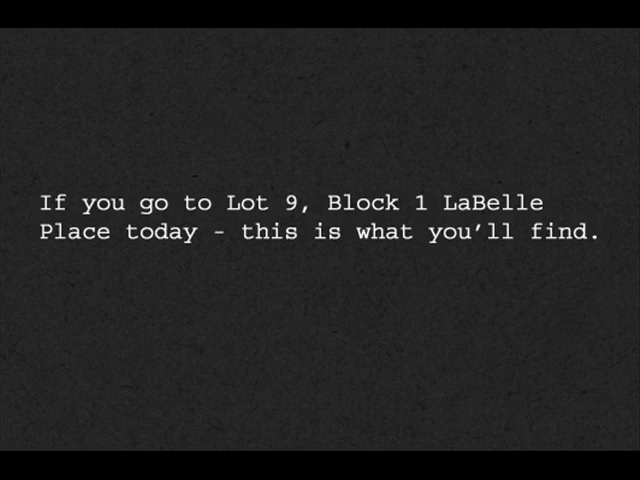 If you go to Lot 9, Block 1 LaBelle
Place today - this is what you’ll find.